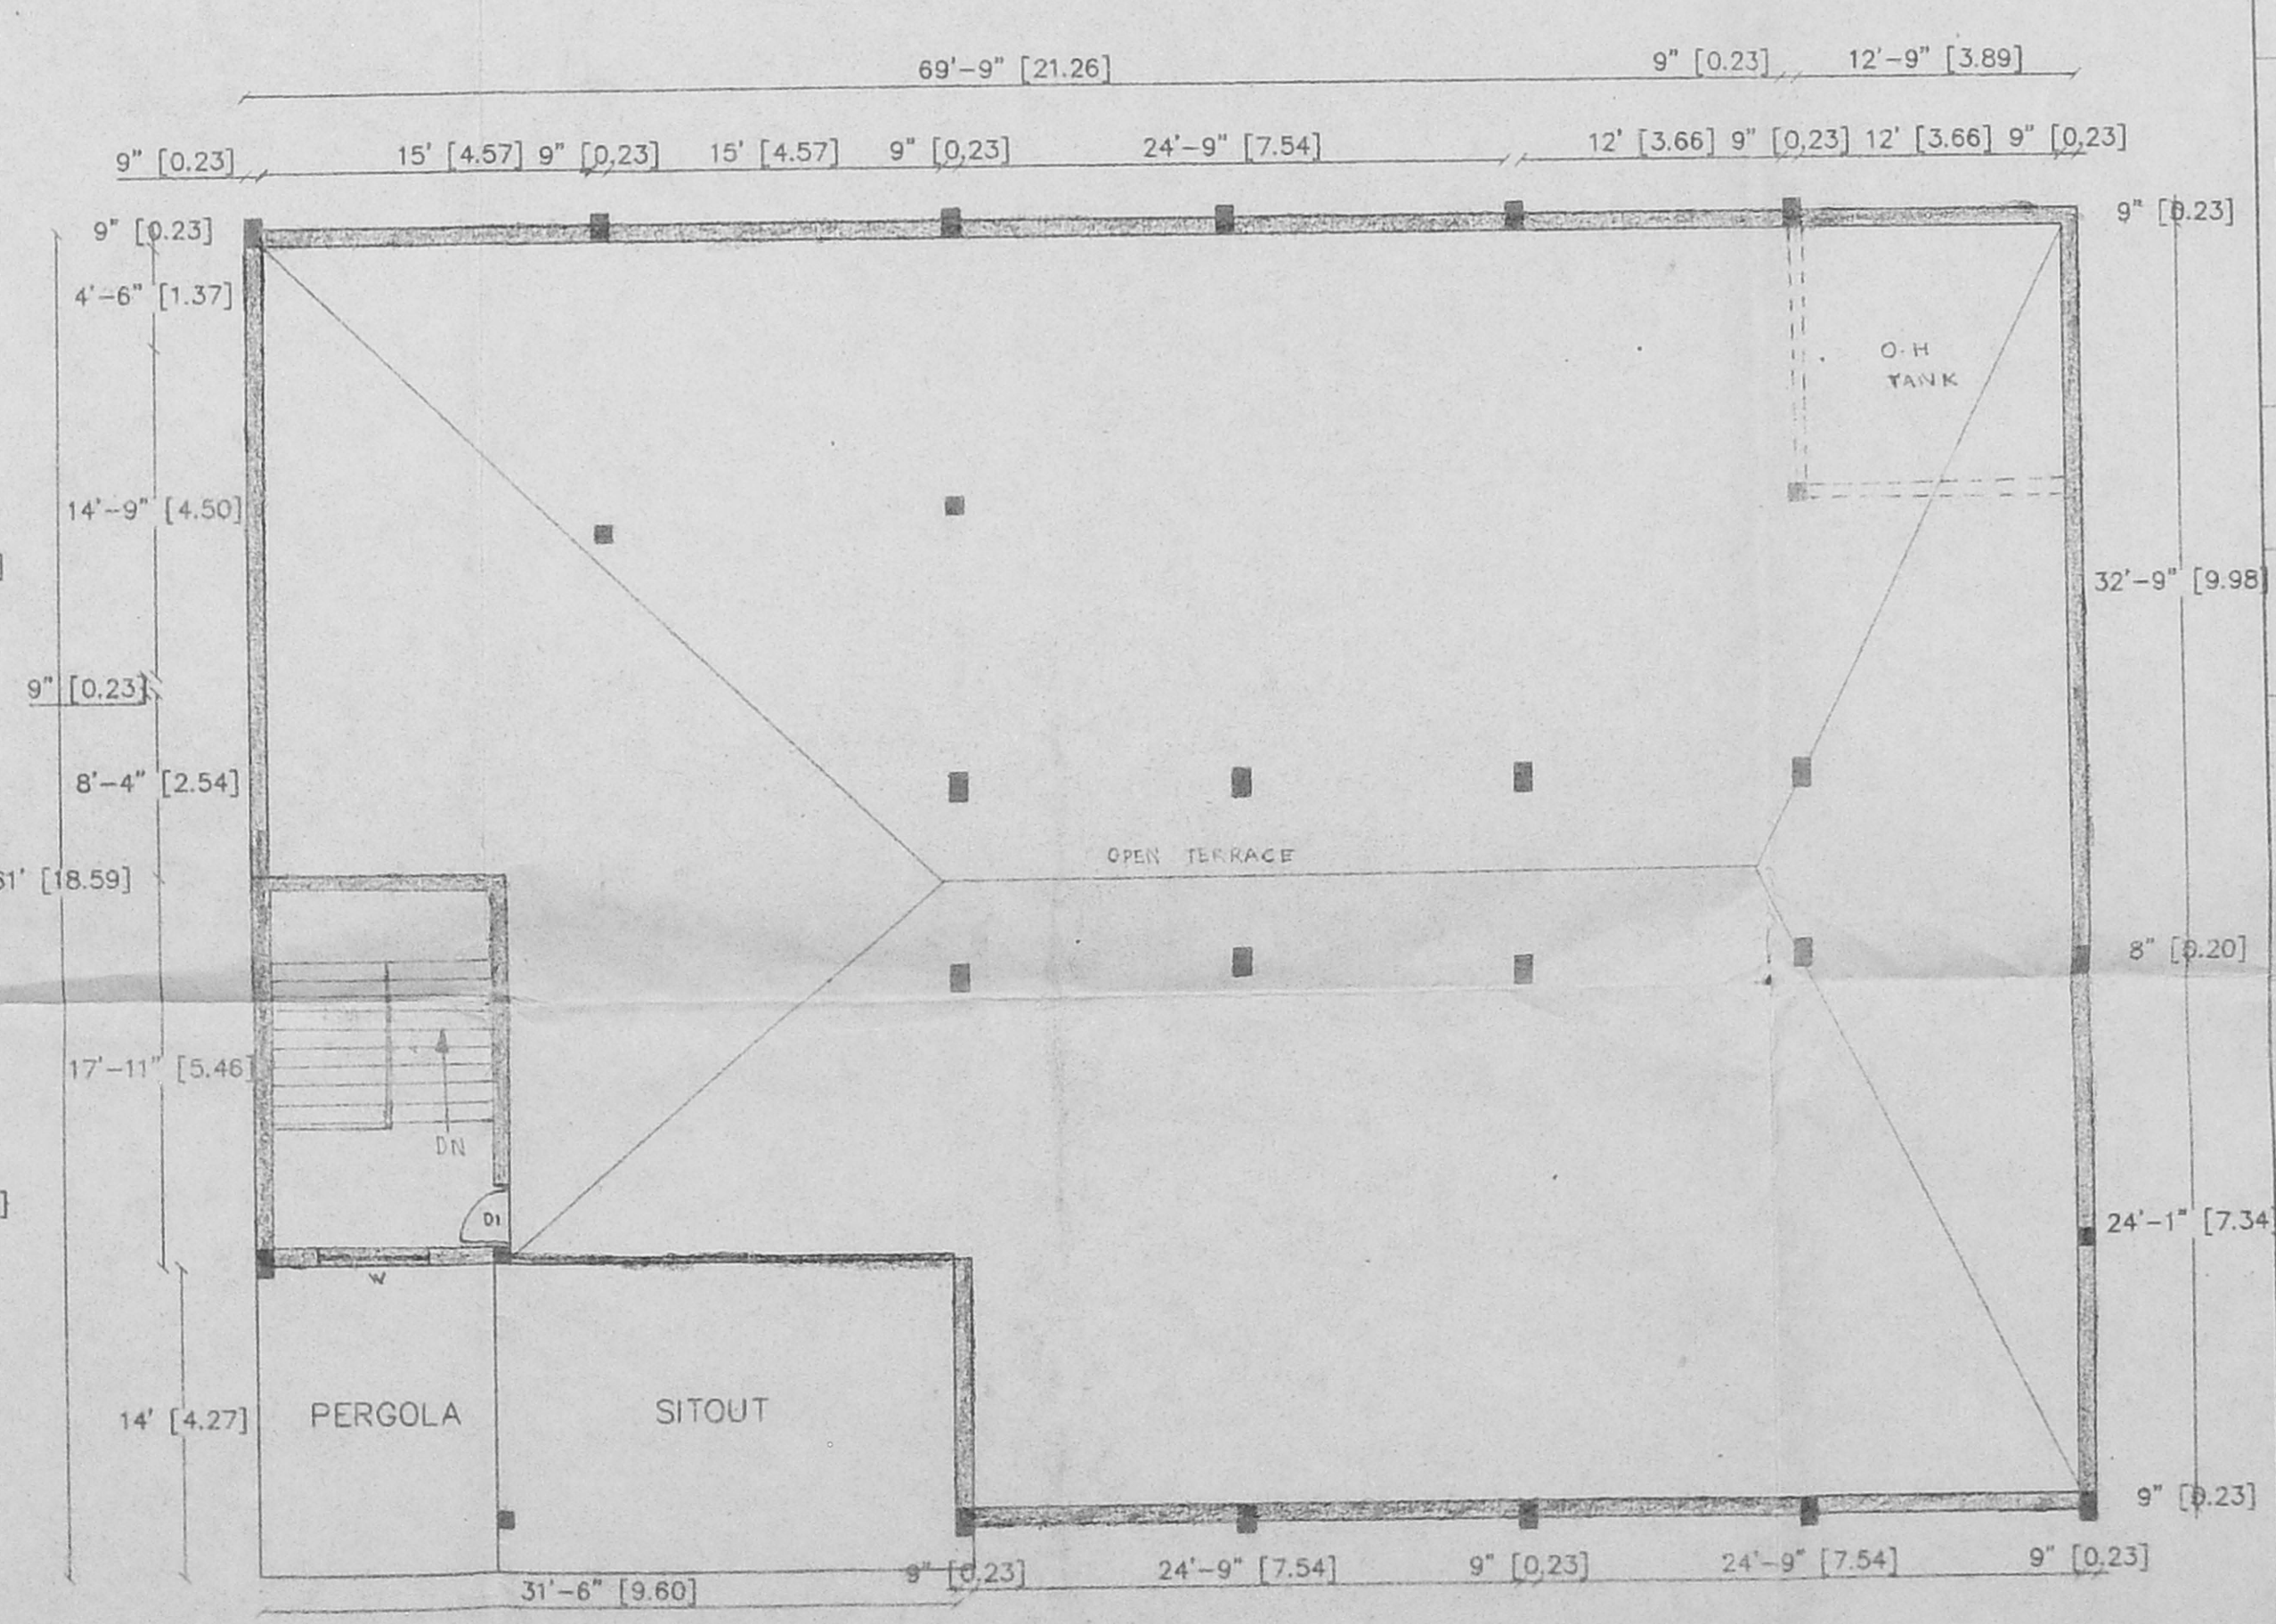 69'-9" [21.26] 9" [0.23] 12'-9" [3.89]
9" [0.23] 15' [4.57] 9" [0,23] 15' [4.57] 9" [0,23] 24'-9" [7.54] 12' [3.66] 9" [0,23] 12' [3.66] 9" [0,23]
9" [0.23] 9" [0.23]
4'-6" [1.37]
O.H
TANK
14'-9" [4.50]
32'-9" [9.98]
9" [0.23]
8'-4" [2.54]
OPEN TERRACE
61' [18.59]
8" [0.20]
17'-11" [5.46]
DN
D1
24'-1" [7.34]
W
14' [4.27] PERGOLA SITOUT
9" [0.23]
9" [0,23] 24'-9" [7.54] 9" [0,23] 24'-9" [7.54] 9" [0,23]
31'-6" [9.60]